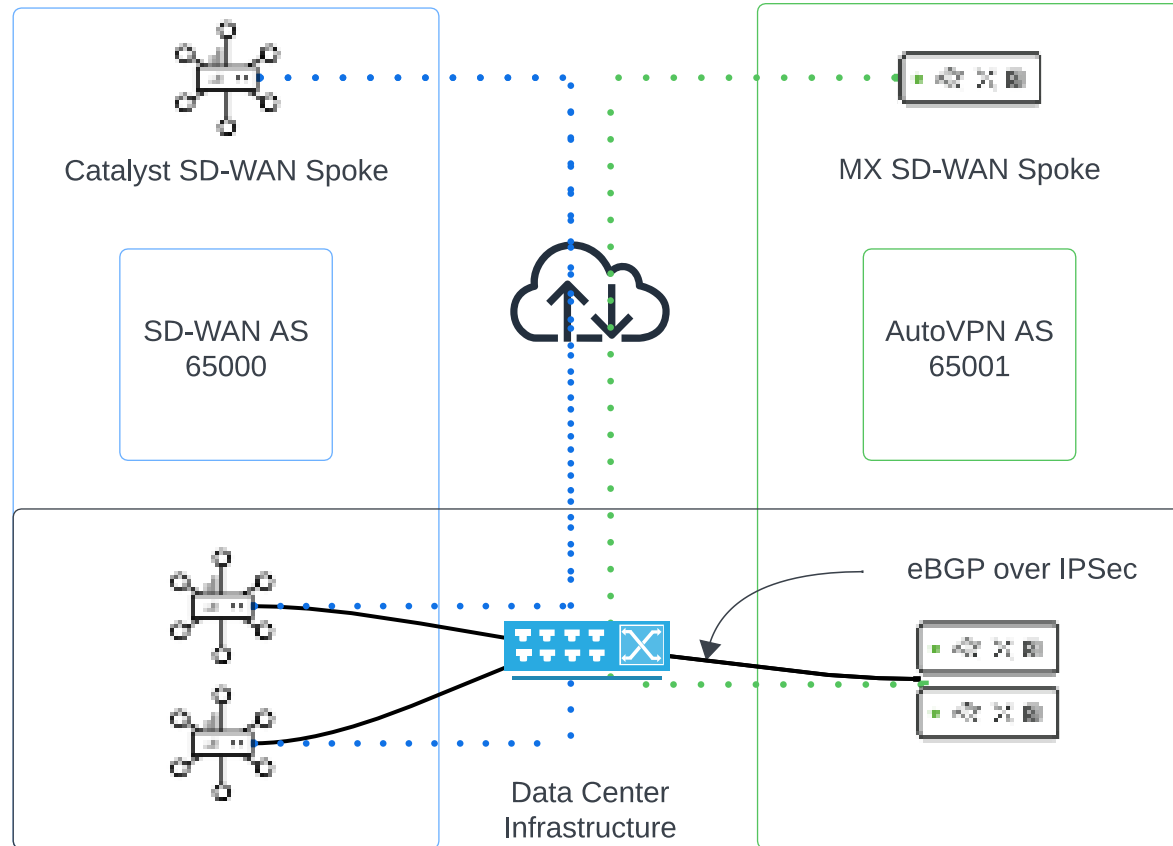 Catalyst SD-WAN Spoke
MX SD-WAN Spoke
SD-WAN AS
65000
AutoVPN AS
65001
eBGP over IPSec
Data Center
Infrastructure